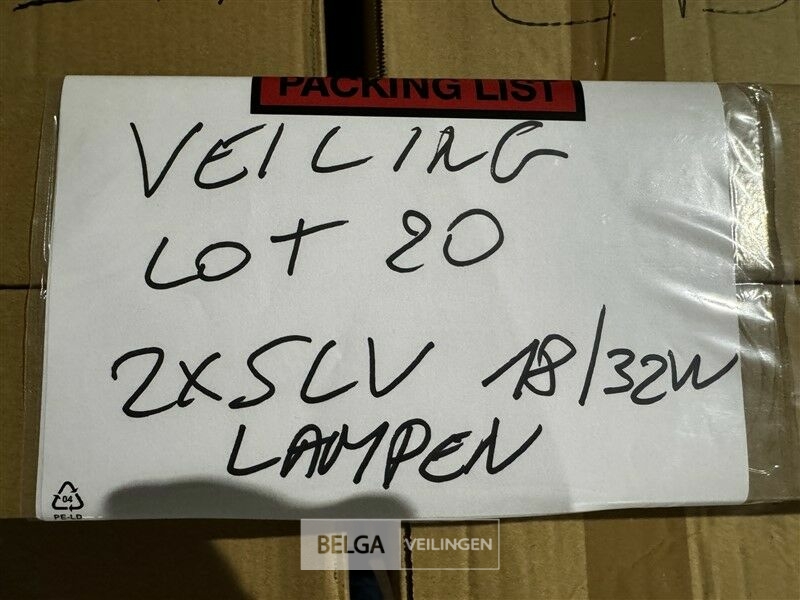 PACKING LIST
VEILING
LOT 20
2XSLV 18/32W
LAMPEN
04
PE-LD
BELGA VEILINGEN